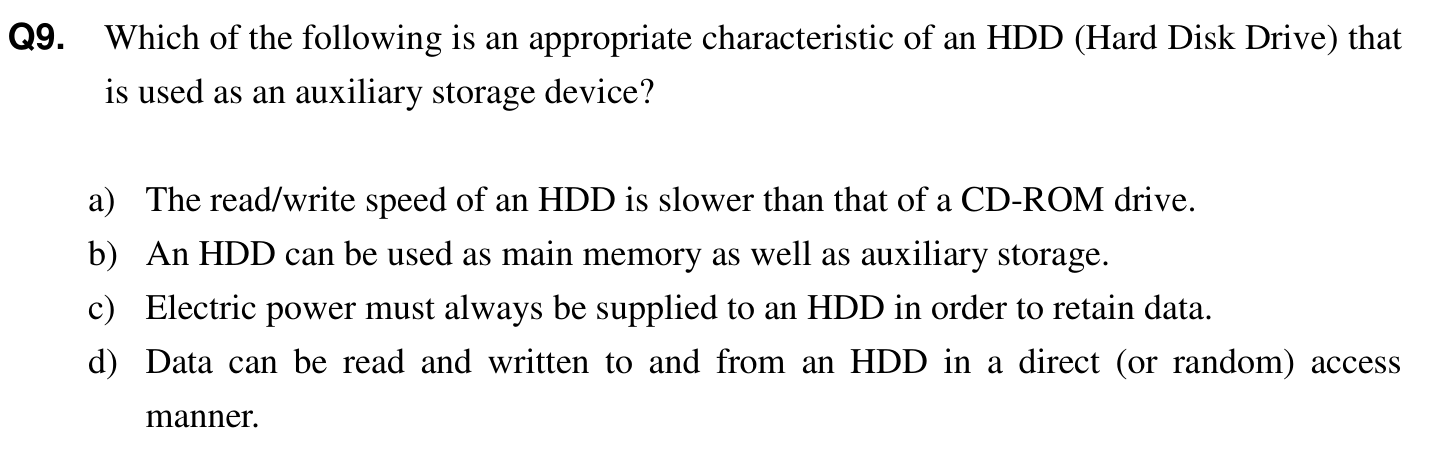 Q9. Which of the following is an appropriate characteristic of an HDD (Hard Disk Drive) that
is used as an auxiliary storage device?
a) The read/write speed of an HDD is slower than that of a CD-ROM drive.
b) An HDD can be used as main memory as well as auxiliary storage.
c) Electric power must always be supplied to an HDD in order to retain data.
d) Data can be read and written to and from an HDD in a direct (or random) access
manner.